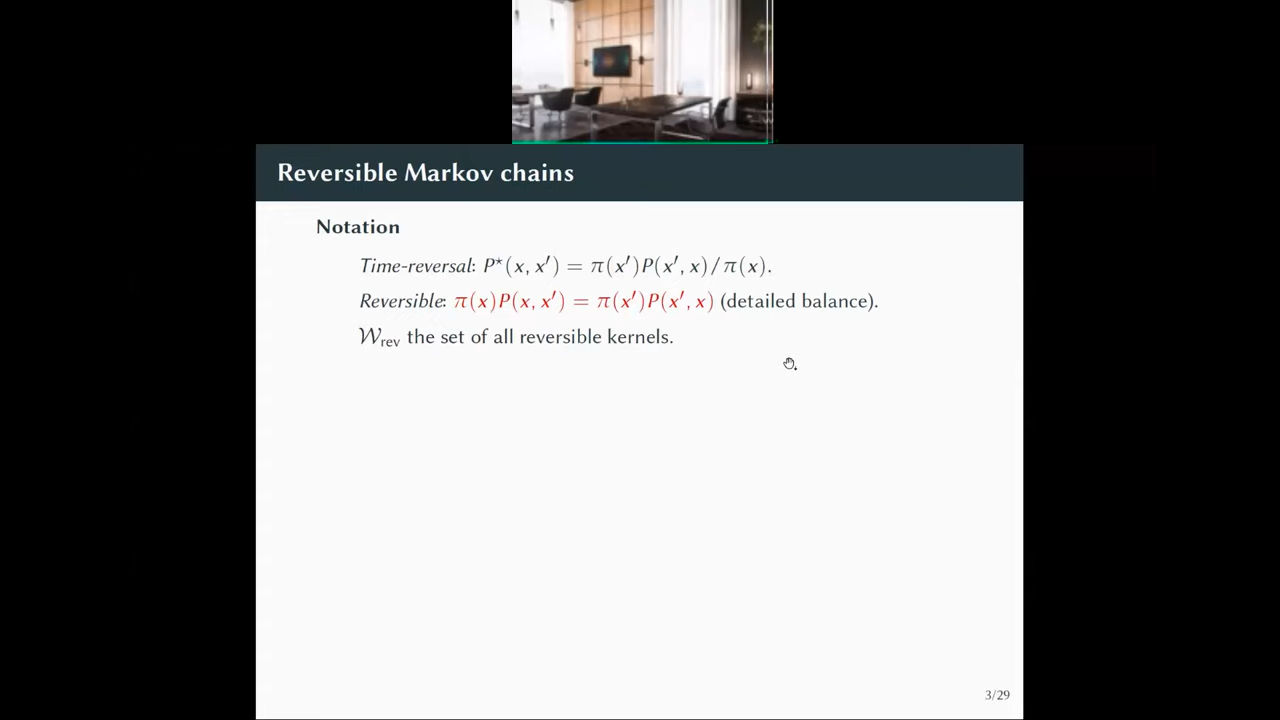 Reversible Markov chains
Notation
Time-reversal: P⋆(x, x′) = π(x′)P(x′, x)/π(x).
Reversible: π(x)P(x, x′) = π(x′)P(x′, x) (detailed balance).
𝒲rev the set of all reversible kernels.
3/29